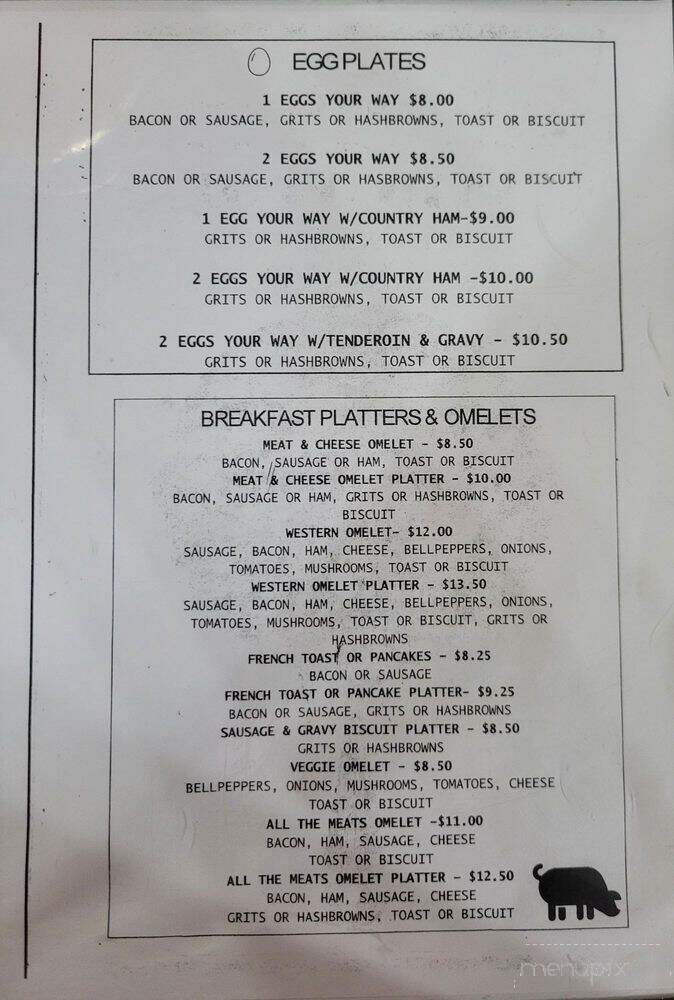 EGG PLATES
1 EGGS YOUR WAY $8.00
BACON OR SAUSAGE, GRITS OR HASHBROWNS, TOAST OR BISCUIT
2 EGGS YOUR WAY $8.50
BACON OR SAUSAGE, GRITS OR HASBROWNS, TOAST OR BISCUIT
1 EGG YOUR WAY W/COUNTRY HAM-$9.00
GRITS OR HASHBROWNS, TOAST OR BISCUIT
2 EGGS YOUR WAY W/COUNTRY HAM -$10.00
GRITS OR HASHBROWNS, TOAST OR BISCUIT
2 EGGS YOUR WAY W/TENDEROIN & GRAVY - $10.50
GRITS OR HASHBROWNS, TOAST OR BISCUIT
BREAKFAST PLATTERS & OMELETS
MEAT & CHEESE OMELET - $8.50
BACON, SAUSAGE OR HAM, TOAST OR BISCUIT
MEAT & CHEESE OMELET PLATTER - $10.00
BACON, SAUSAGE OR HAM, GRITS OR HASHBROWNS, TOAST OR
BISCUIT
WESTERN OMELET- $12.00
SAUSAGE, BACON, HAM, CHEESE, BELLPEPPERS, ONIONS,
TOMATOES, MUSHROOMS, TOAST OR BISCUIT
WESTERN OMELET PLATTER - $13.50
SAUSAGE, BACON, HAM, CHEESE, BELLPEPPERS, ONIONS,
TOMATOES, MUSHROOMS, TOAST OR BISCUIT, GRITS OR
HASHBROWNS
FRENCH TOAST OR PANCAKES - $8.25
BACON OR SAUSAGE
FRENCH TOAST OR PANCAKE PLATTER- $9.25
BACON OR SAUSAGE, GRITS OR HASHBROWNS
SAUSAGE & GRAVY BISCUIT PLATTER - $8.50
GRITS OR HASHBROWNS
VEGGIE OMELET - $8.50
BELLPEPPERS, ONIONS, MUSHROOMS, TOMATOES, CHEESE
TOAST OR BISCUIT
ALL THE MEATS OMELET -$11.00
BACON, HAM, SAUSAGE, CHEESE
TOAST OR BISCUIT
ALL THE MEATS OMELET PLATTER - $12.50
BACON, HAM, SAUSAGE, CHEESE
GRITS OR HASHBROWNS, TOAST OR BISCUIT
menupix